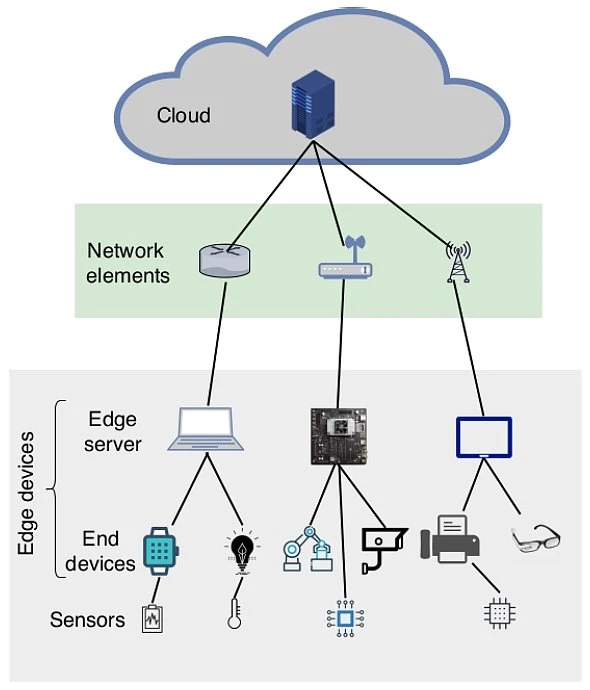 Cloud
Network
elements
Edge devices
Edge
server
End
devices
Sensors